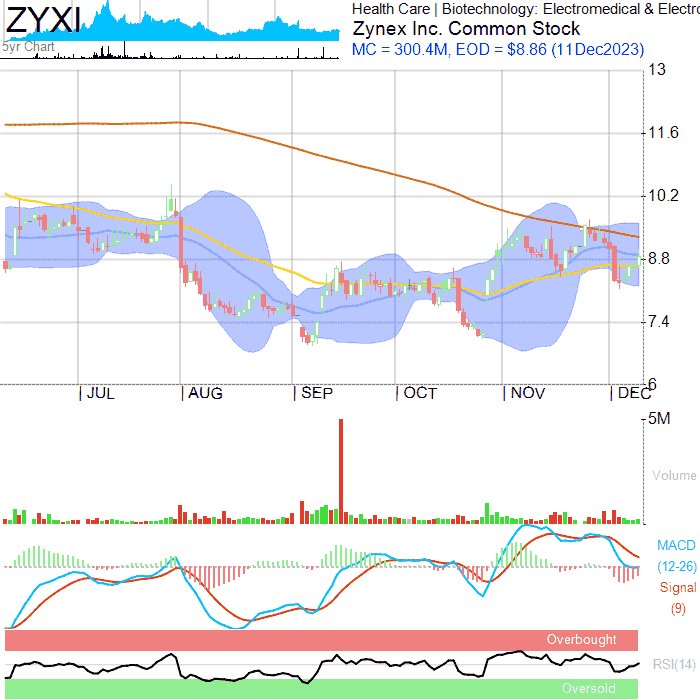 ZYXI
5yr Chart
Health Care | Biotechnology: Electromedical & Electro
Zynex Inc. Common Stock
MC = 300.4M, EOD = $8.86 (11Dec2023)
13
11.6
10.2
8.8
7.4
6
JUL
AUG
SEP
OCT
NOV
DEC
5M
Volume
MACD
(12-26)
Signal
(9)
Overbought
RSI(14)
Oversold